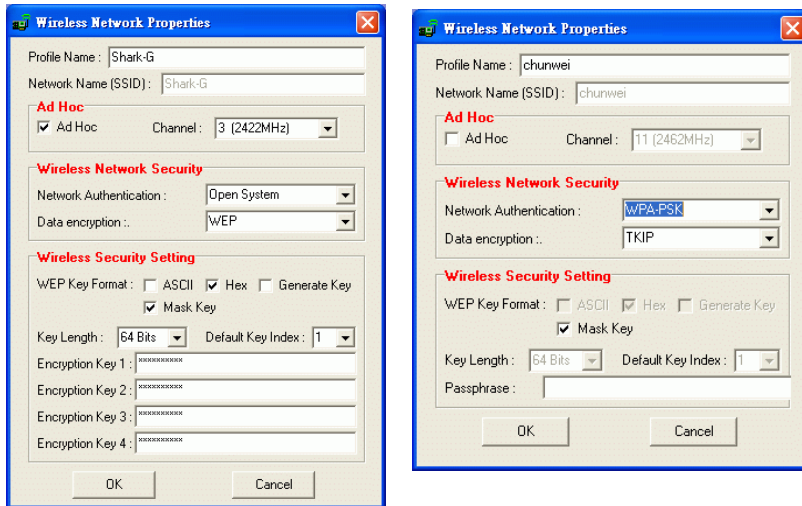 Wireless Network Properties
Profile Name : Shark-G
Network Name (SSID) : Shark-G
Ad Hoc
Ad Hoc Channel : 3 (2422MHz)
Wireless Network Security
Network Authentication : Open System
Data encryption :. WEP
Wireless Security Setting
WEP Key Format : ASCII Hex Generate Key
Mask Key
Key Length : 64 Bits Default Key Index : 1
Encryption Key 1 : **********
Encryption Key 2 : **********
Encryption Key 3 : **********
Encryption Key 4 : **********
OK Cancel
Wireless Network Properties
Profile Name : chunwei
Network Name (SSID) : chunwei
Ad Hoc
Ad Hoc Channel : 11 (2462MHz)
Wireless Network Security
Network Authentication : WPA-PSK
Data encryption :. TKIP
Wireless Security Setting
WEP Key Format : ASCII Hex Generate Key
Mask Key
Key Length : 64 Bits Default Key Index : 1
Passphrase :
OK Cancel